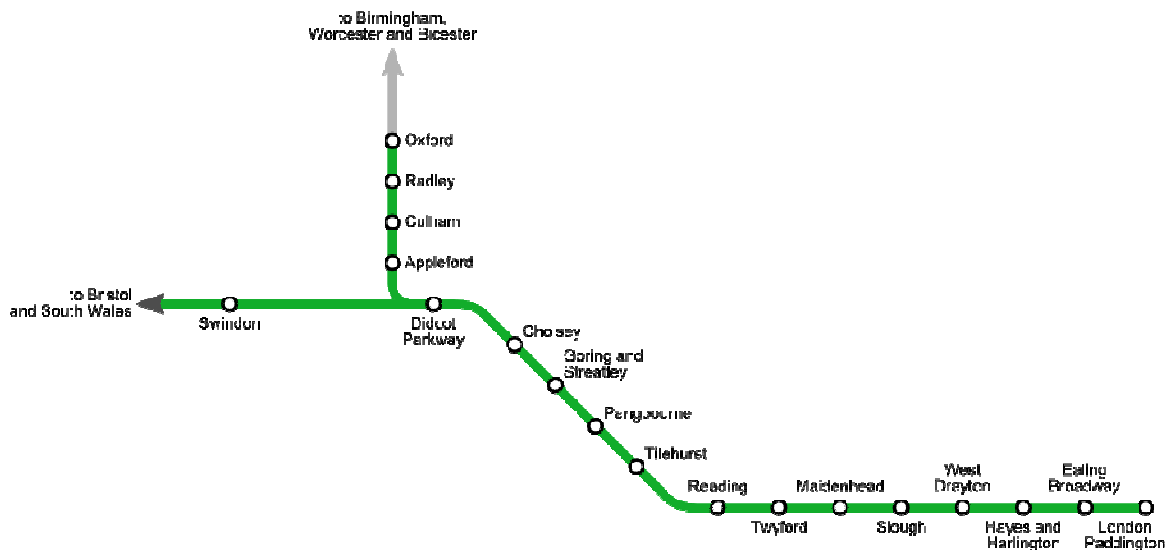 to Birmingham,
Worcester and Bicester
Oxford
Radley
Culham
Appleford
to Bristol
and South Wales
Swindon
Didcot
Parkway
Cholsey
Goring and
Streatley
Pangbourne
Tilehurst
Reading
Twyford
Maidenhead
Slough
West
Drayton
Hayes and
Harlington
Ealing
Broadway
London
Paddington